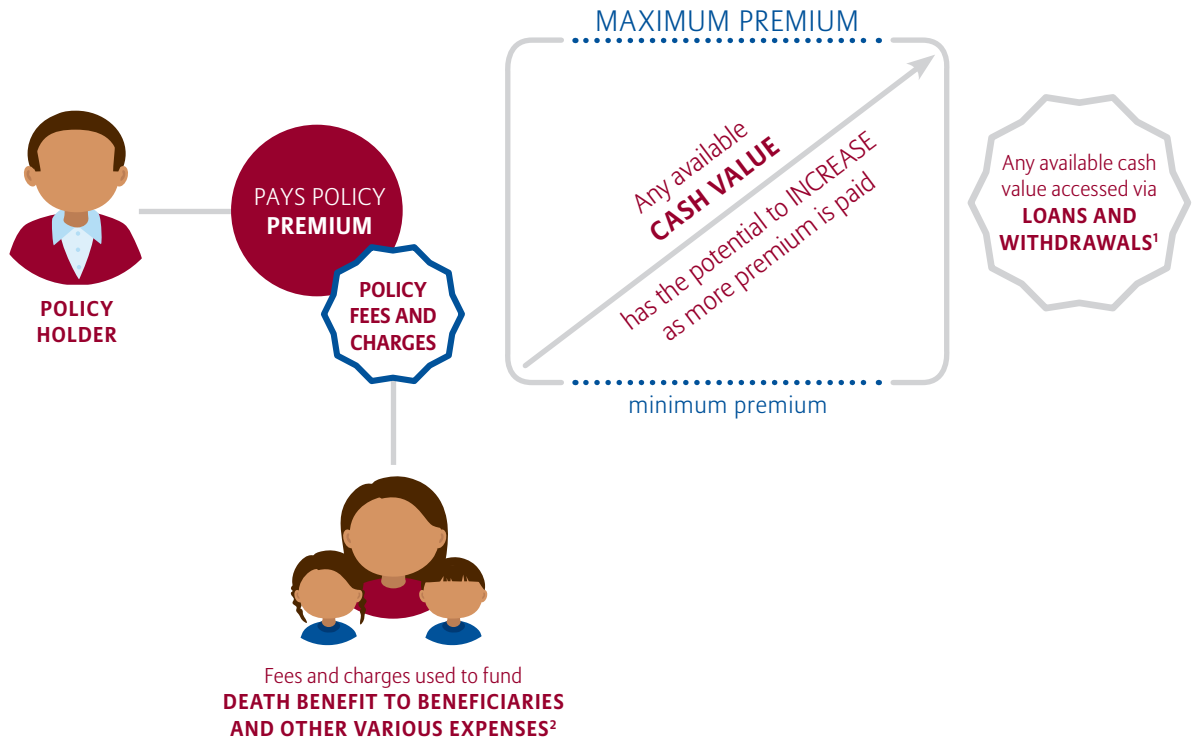 MAXIMUM PREMIUM
PAYS POLICY
PREMIUM
POLICY
FEES AND
CHARGES
POLICY
HOLDER
Any available
CASH VALUE
has the potential to INCREASE
as more premium is paid
minimum premium
Any available cash
value accessed via
LOANS AND
WITHDRAWALS¹
Fees and charges used to fund
DEATH BENEFIT TO BENEFICIARIES
AND OTHER VARIOUS EXPENSES²